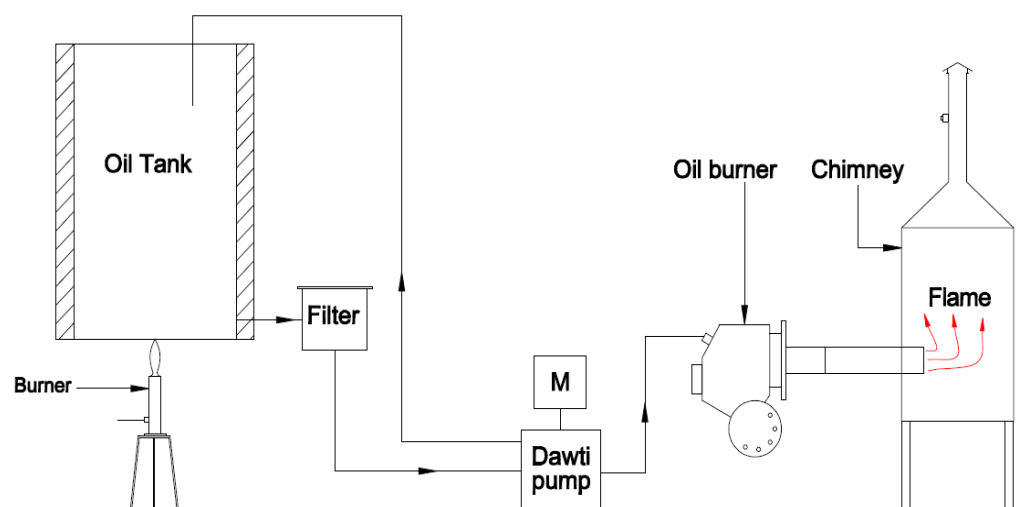 Oil Tank
Oil burner
Chimney
Filter
Flame
Burner
M
Dawti
pump